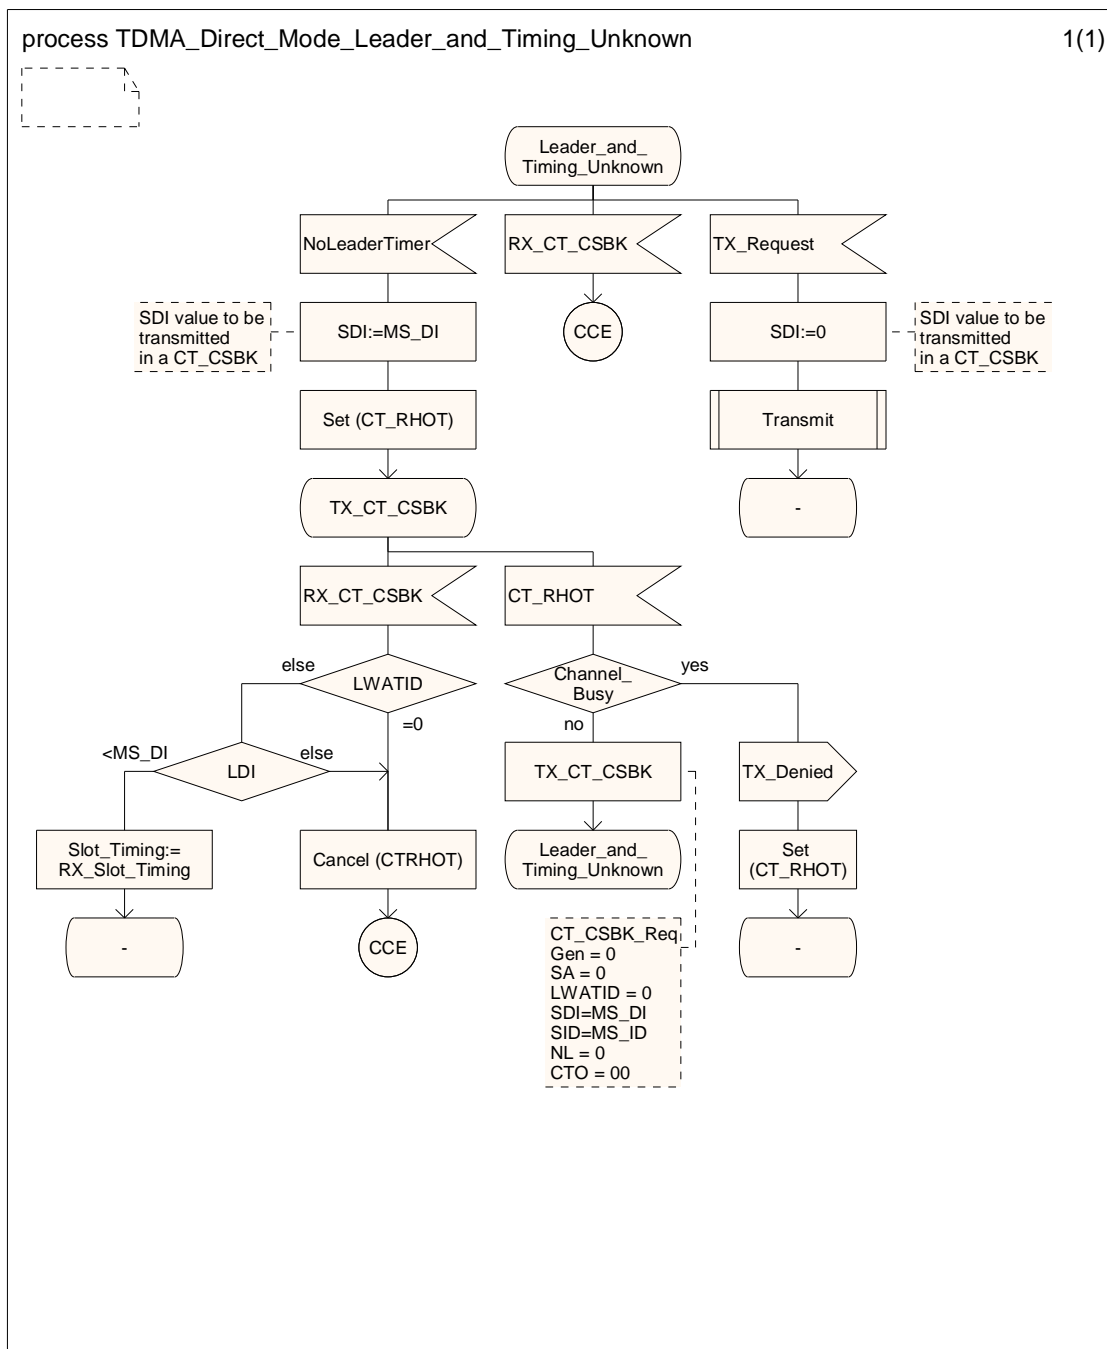 process TDMA_Direct_Mode_Leader_and_Timing_Unknown
1(1)
Leader_and_
Timing_Unknown
NoLeaderTimer
RX_CT_CSBK
TX_Request
SDI value to be
transmitted
in a CT_CSBK
SDI:=MS_DI
CCE
SDI:=0
SDI value to be
transmitted
in a CT_CSBK
Set (CT_RHOT)
Transmit
TX_CT_CSBK
-
RX_CT_CSBK
CT_RHOT
else
LWATID
=0
Channel_
Busy
yes
no
<MS_DI
LDI
else
TX_CT_CSBK
TX_Denied
Slot_Timing:=
RX_Slot_Timing
Cancel (CTRHOT)
Leader_and_
Timing_Unknown
Set
(CT_RHOT)
-
CCE
CT_CSBK_Req
Gen = 0
SA = 0
LWATID = 0
SDI=MS_DI
SID=MS_ID
NL = 0
CTO = 00
-